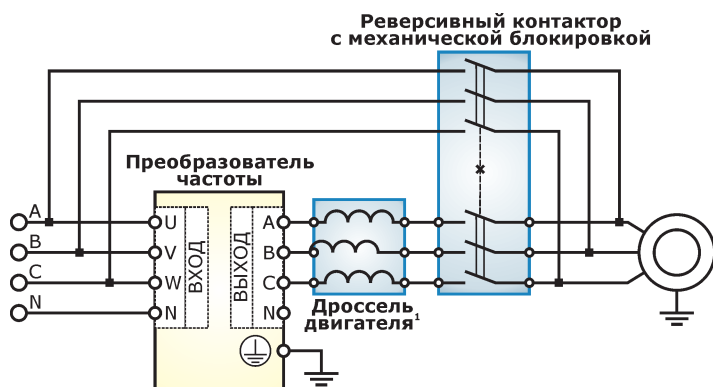 Реверсивный контактор
с механической блокировкой
Преобразователь
частоты
A
B
C
N
U
V
W
N
ВХОД
ВЫХОД
A
B
C
N
Дроссель
двигателя¹